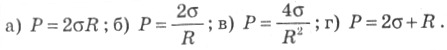 а) P = 2σR; б) P = 2σ/R; в) P = 4σ/R²; г) P = 2σ + R.